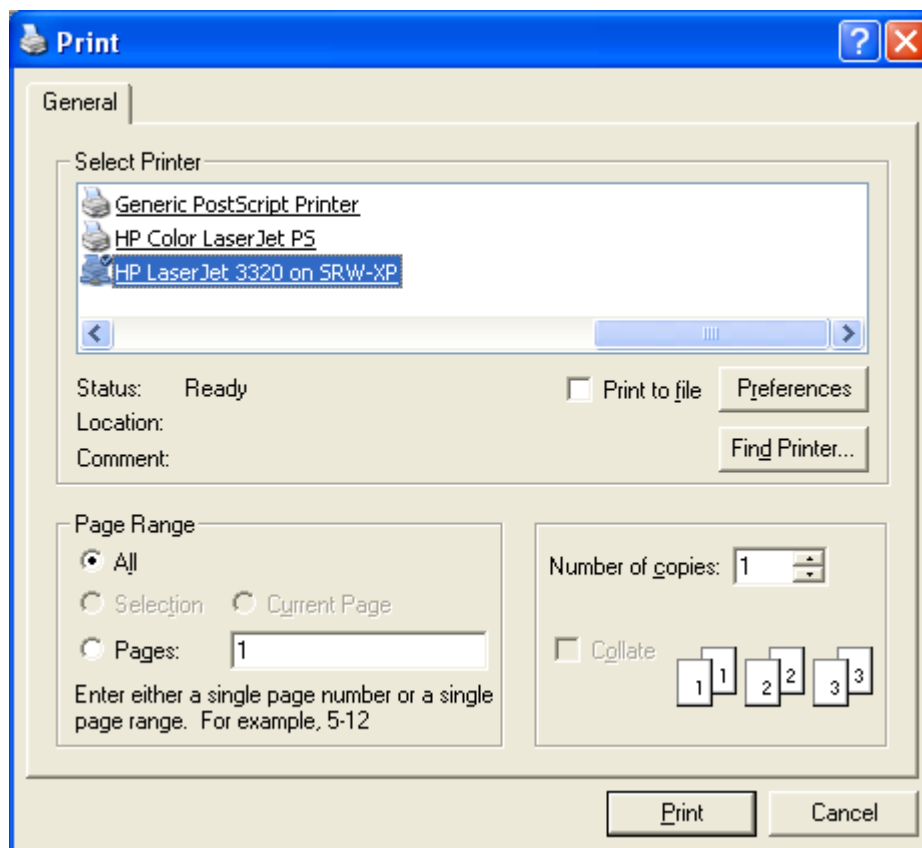 Print
General
Select Printer
Generic PostScript Printer
HP Color LaserJet PS
HP LaserJet 3320 on SRW-XP
Status: Ready
Print to file
Preferences
Location:
Comment:
Find Printer...
Page Range
All
Selection Current Page
Pages: 1
Enter either a single page number or a single
page range. For example, 5-12
Number of copies: 1
Collate
1 1 2 2 3 3
Print Cancel